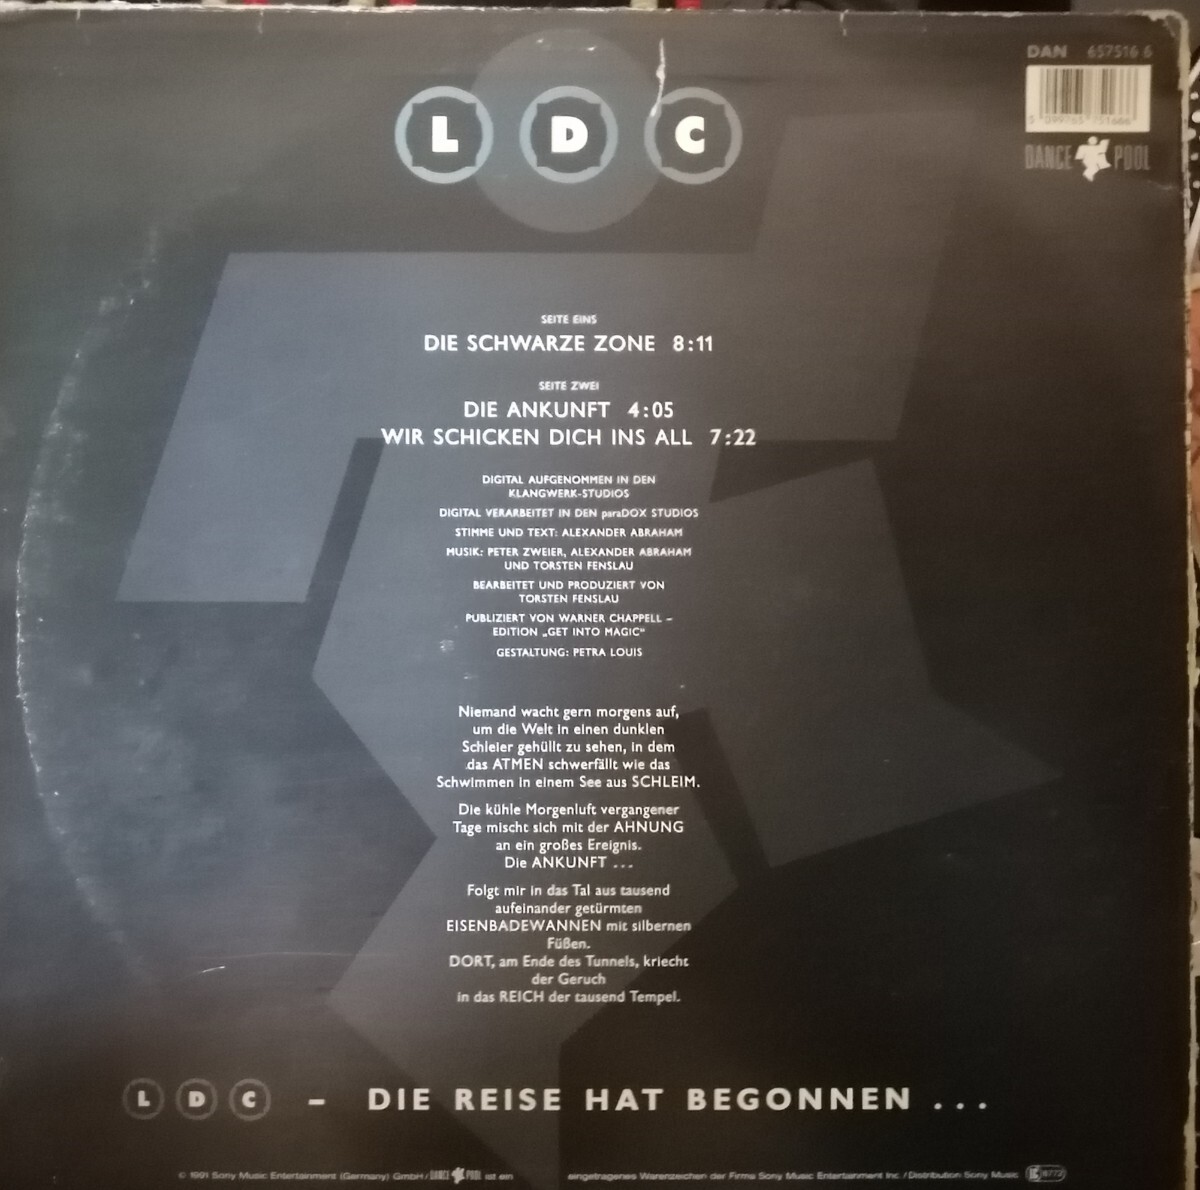 DAN 657516 6
5 099765 751666
DANCE POOL
L D C
SEITE EINS
DIE SCHWARZE ZONE 8:11
SEITE ZWEI
DIE ANKUNFT 4:05
WIR SCHICKEN DICH INS ALL 7:22
DIGITAL AUFGENOMMEN IN DEN
KLANGWERK-STUDIOS
DIGITAL VERARBEITET IN DEN paraDOX STUDIOS
STIMME UND TEXT: ALEXANDER ABRAHAM
MUSIK: PETER ZWEIER, ALEXANDER ABRAHAM
UND TORSTEN FENSLAU
BEARBEITET UND PRODUZIERT VON
TORSTEN FENSLAU
PUBLIZIERT VON WARNER CHAPPELL –
EDITION „GET INTO MAGIC“
GESTALTUNG: PETRA LOUIS
Niemand wacht gern morgens auf,
um die Welt in einen dunklen
Schleier gehüllt zu sehen, in dem
das ATMEN schwerfällt wie das
Schwimmen in einem See aus SCHLEIM.
Die kühle Morgenluft vergangener
Tage mischt sich mit der AHNUNG
an ein großes Ereignis.
Die ANKUNFT ...
Folgt mir in das Tal aus tausend
aufeinander getürmten
EISENBADEWANNEN mit silbernen
Füßen.
DORT, am Ende des Tunnels, kriecht
der Geruch
in das REICH der tausend Tempel.
L D C – DIE REISE HAT BEGONNEN ...
© 1991 Sony Music Entertainment (Germany) GmbH / DANCE POOL ist ein eingetragenes Warenzeichen der Firma Sony Music Entertainment Inc. / Distribution Sony Music LC 8772